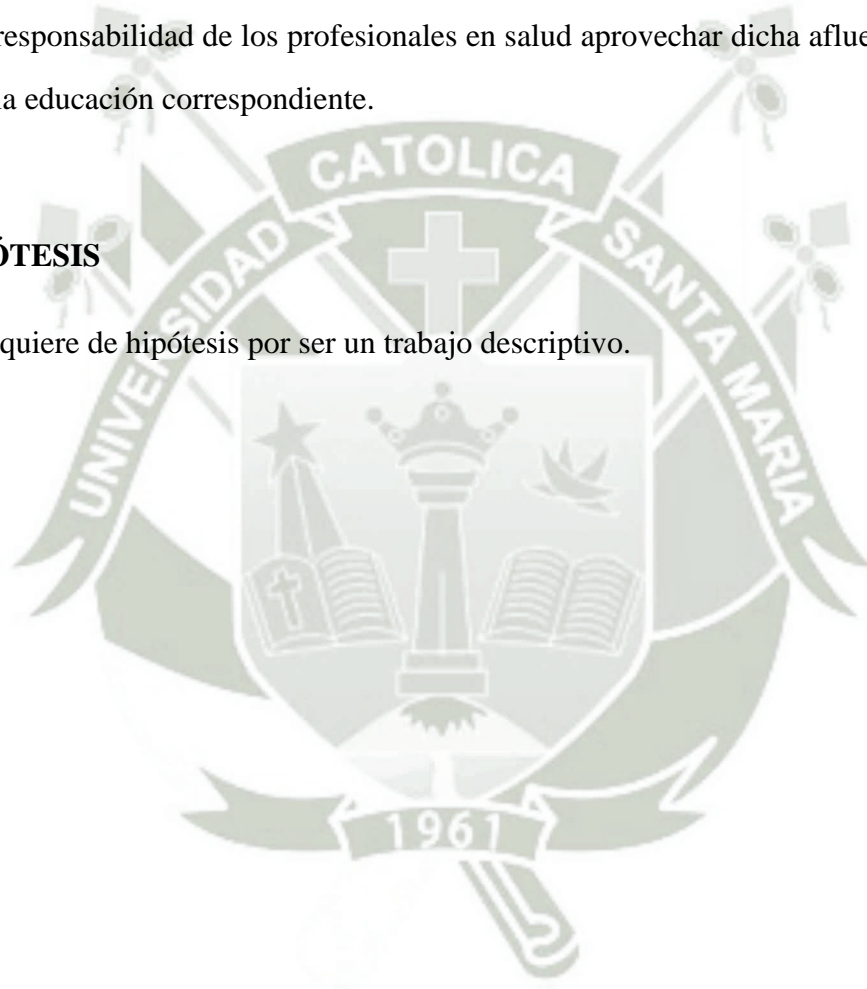 responsabilidad de los profesionales en salud aprovechar dicha
la educación correspondiente.
ÓTESIS
quiere de hipótesis por ser un trabajo descriptivo.
UNIVERSIDAD CATOLICA SANTA MARIA
1961